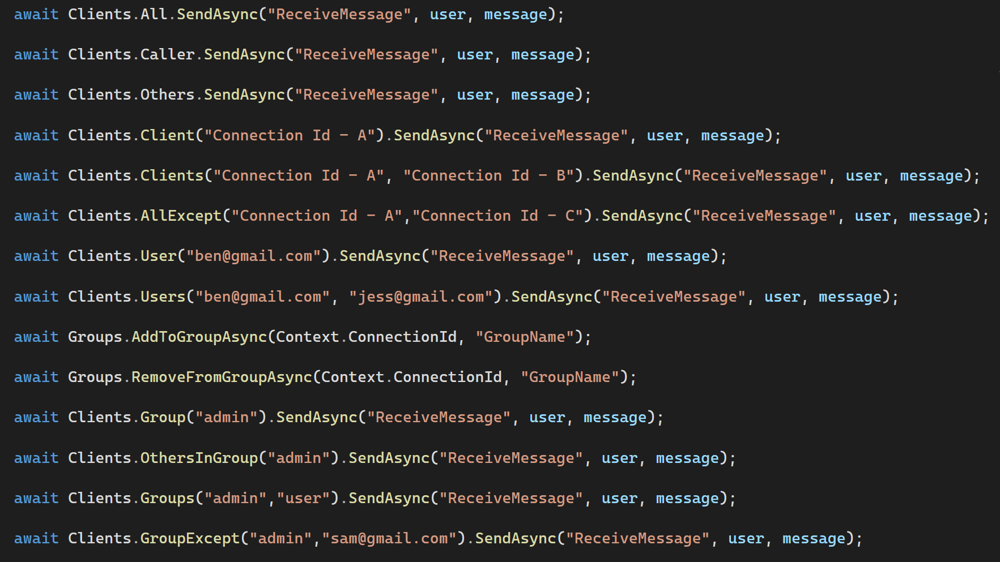 await Clients.All.SendAsync("ReceiveMessage", user, message);
await Clients.Caller.SendAsync("ReceiveMessage", user, message);
await Clients.Others.SendAsync("ReceiveMessage", user, message);
await Clients.Client("Connection Id - A").SendAsync("ReceiveMessage", user, message);
await Clients.Clients("Connection Id - A", "Connection Id - B").SendAsync("ReceiveMessage", user, message);
await Clients.AllExcept("Connection Id - A","Connection Id - C").SendAsync("ReceiveMessage", user, message);
await Clients.User("ben@gmail.com").SendAsync("ReceiveMessage", user, message);
await Clients.Users("ben@gmail.com", "jess@gmail.com").SendAsync("ReceiveMessage", user, message);
await Groups.AddToGroupAsync(Context.ConnectionId, "GroupName");
await Groups.RemoveFromGroupAsync(Context.ConnectionId, "GroupName");
await Clients.Group("admin").SendAsync("ReceiveMessage", user, message);
await Clients.OthersInGroup("admin").SendAsync("ReceiveMessage", user, message);
await Clients.Groups("admin","user").SendAsync("ReceiveMessage", user, message);
await Clients.GroupExcept("admin","sam@gmail.com").SendAsync("ReceiveMessage", user, message);